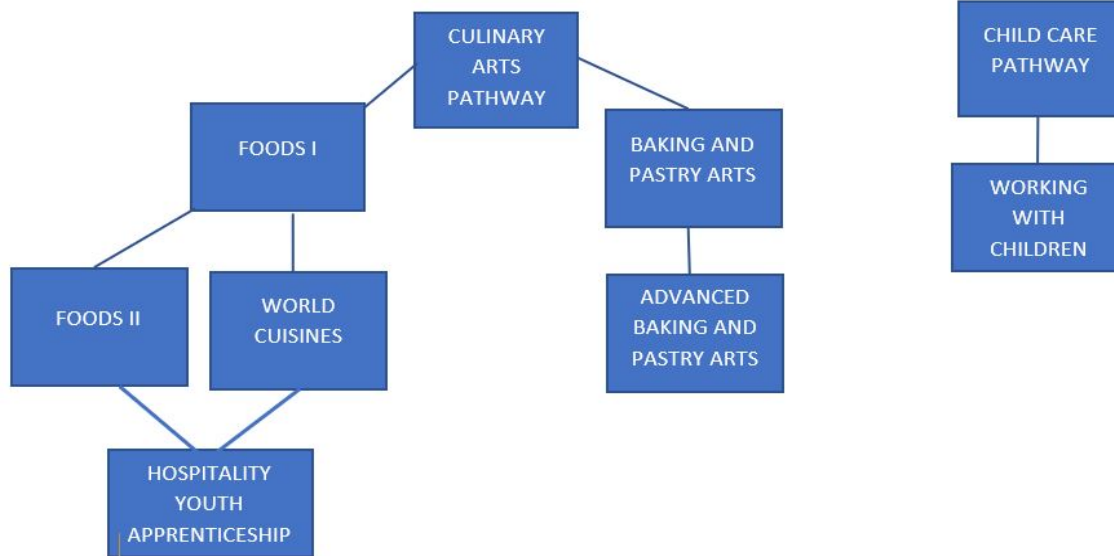 CULINARY
ARTS
PATHWAY
CHILD CARE
PATHWAY
FOODS I
BAKING AND
PASTRY ARTS
WORKING
WITH
CHILDREN
FOODS II
WORLD
CUISINES
ADVANCED
BAKING AND
PASTRY ARTS
HOSPITALITY
YOUTH
APPRENTICESHIP